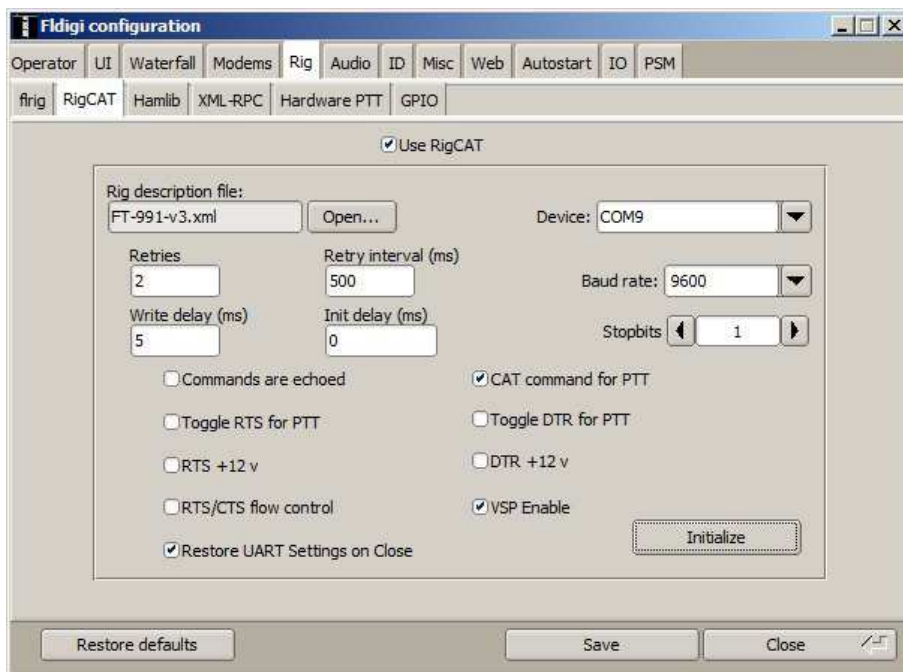 Fldigi configuration
Operator UI Waterfall Modems Rig Audio ID Misc Web Autostart IO PSM
flrig RigCAT Hamlib XML-RPC Hardware PTT GPIO
Use RigCAT
Rig description file:
FT-991-v3.xml Open... Device: COM9
Retries Retry interval (ms)
2 500 Baud rate: 9600
Write delay (ms) Init delay (ms)
5 0 Stopbits 1
Commands are echoed CAT command for PTT
Toggle RTS for PTT Toggle DTR for PTT
RTS +12 v DTR +12 v
RTS/CTS flow control VSP Enable
Restore UART Settings on Close Initialize
Restore defaults Save Close